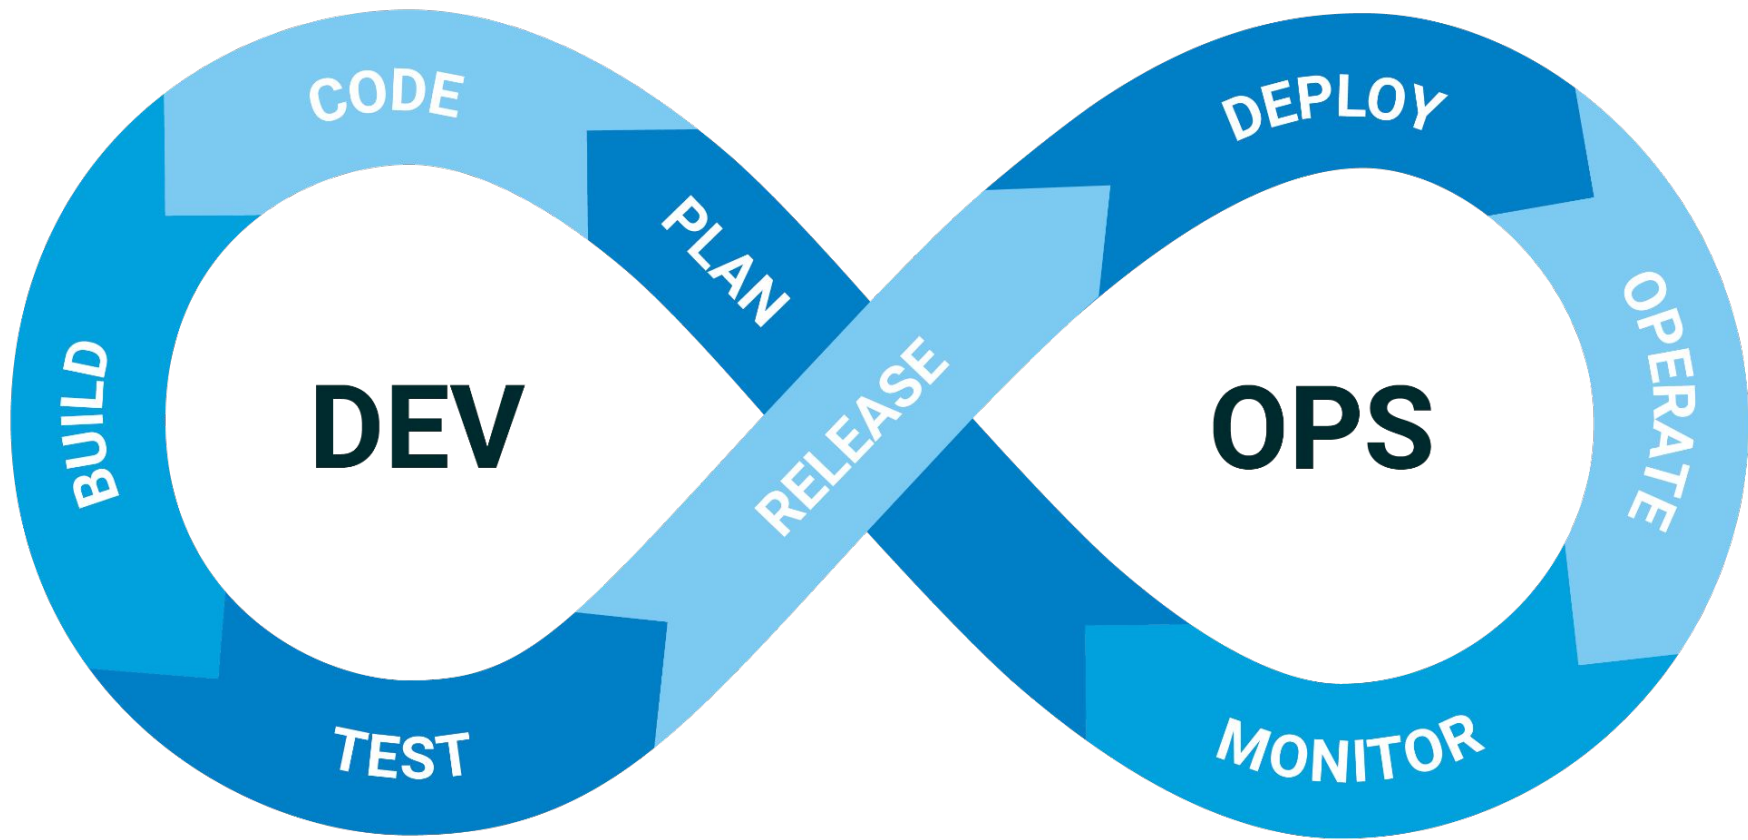 CODE
DEPLOY
PLAN
OPERATE
BUILD
DEV
RELEASE
OPS
TEST
MONITOR